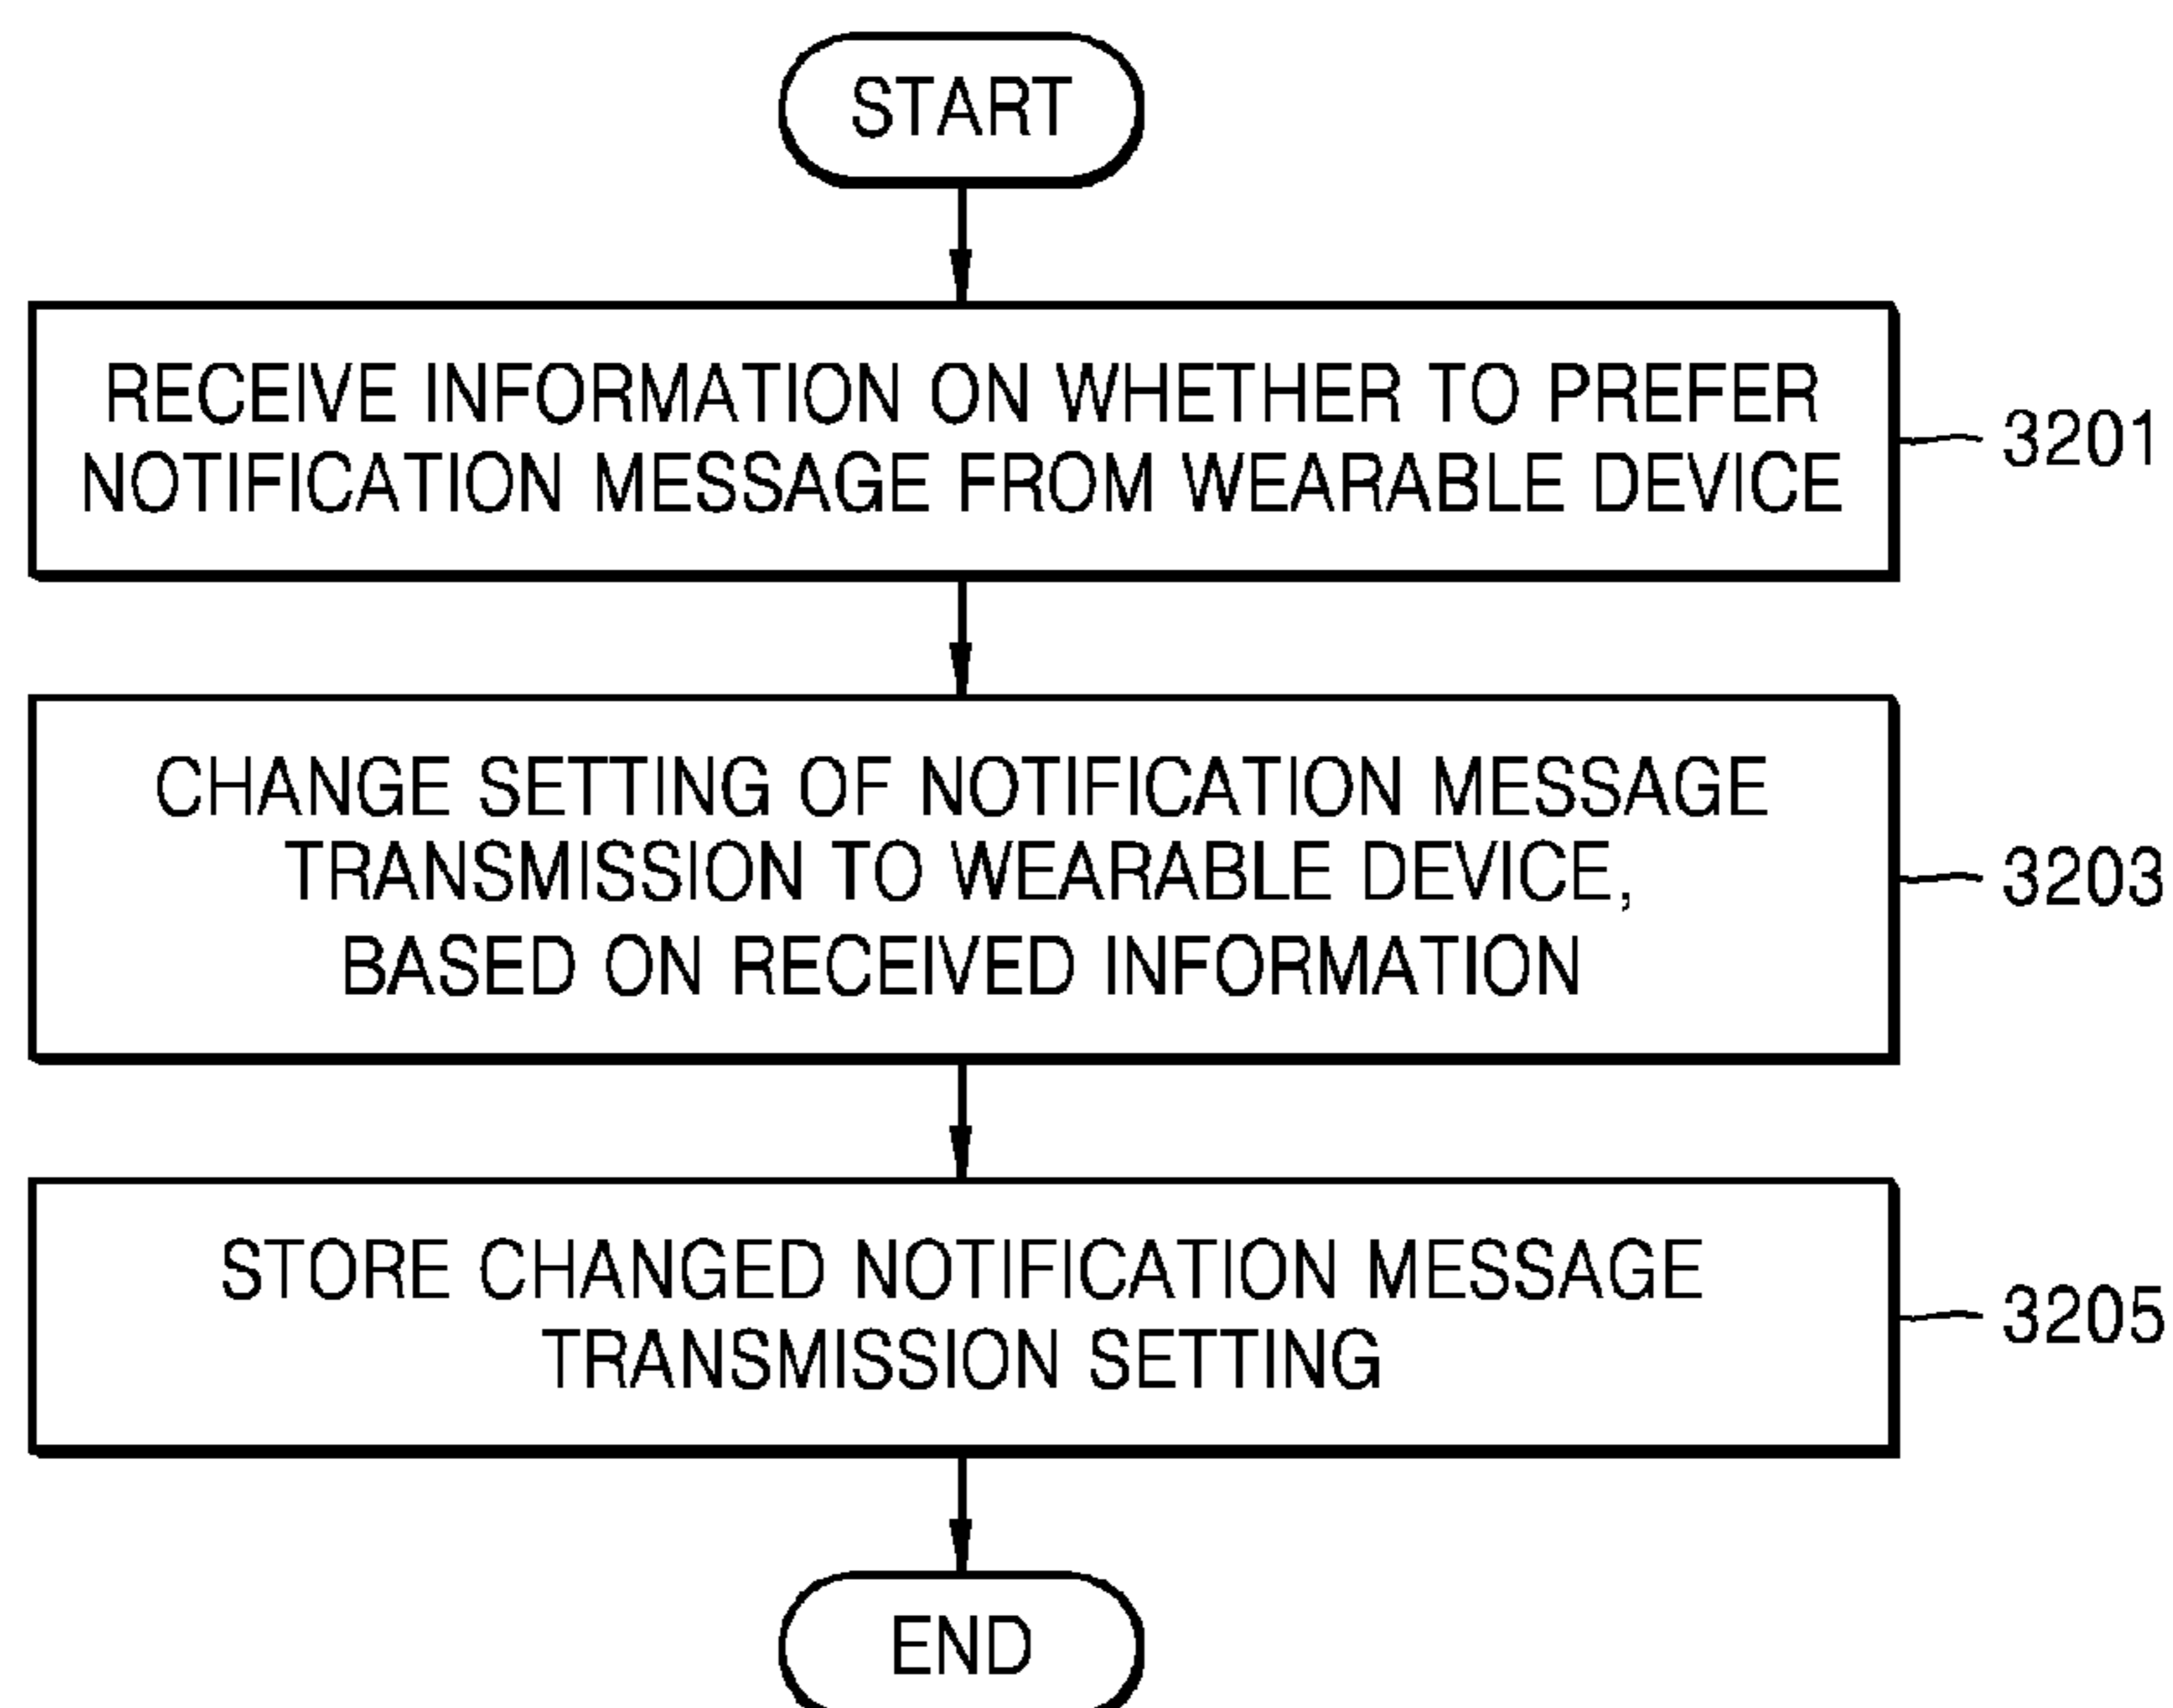 START
RECEIVE INFORMATION ON WHETHER TO PREFER
NOTIFICATION MESSAGE FROM WEARABLE DEVICE
3201
CHANGE SETTING OF NOTIFICATION MESSAGE
TRANSMISSION TO WEARABLE DEVICE,
BASED ON RECEIVED INFORMATION
3203
STORE CHANGED NOTIFICATION MESSAGE
TRANSMISSION SETTING
3205
END